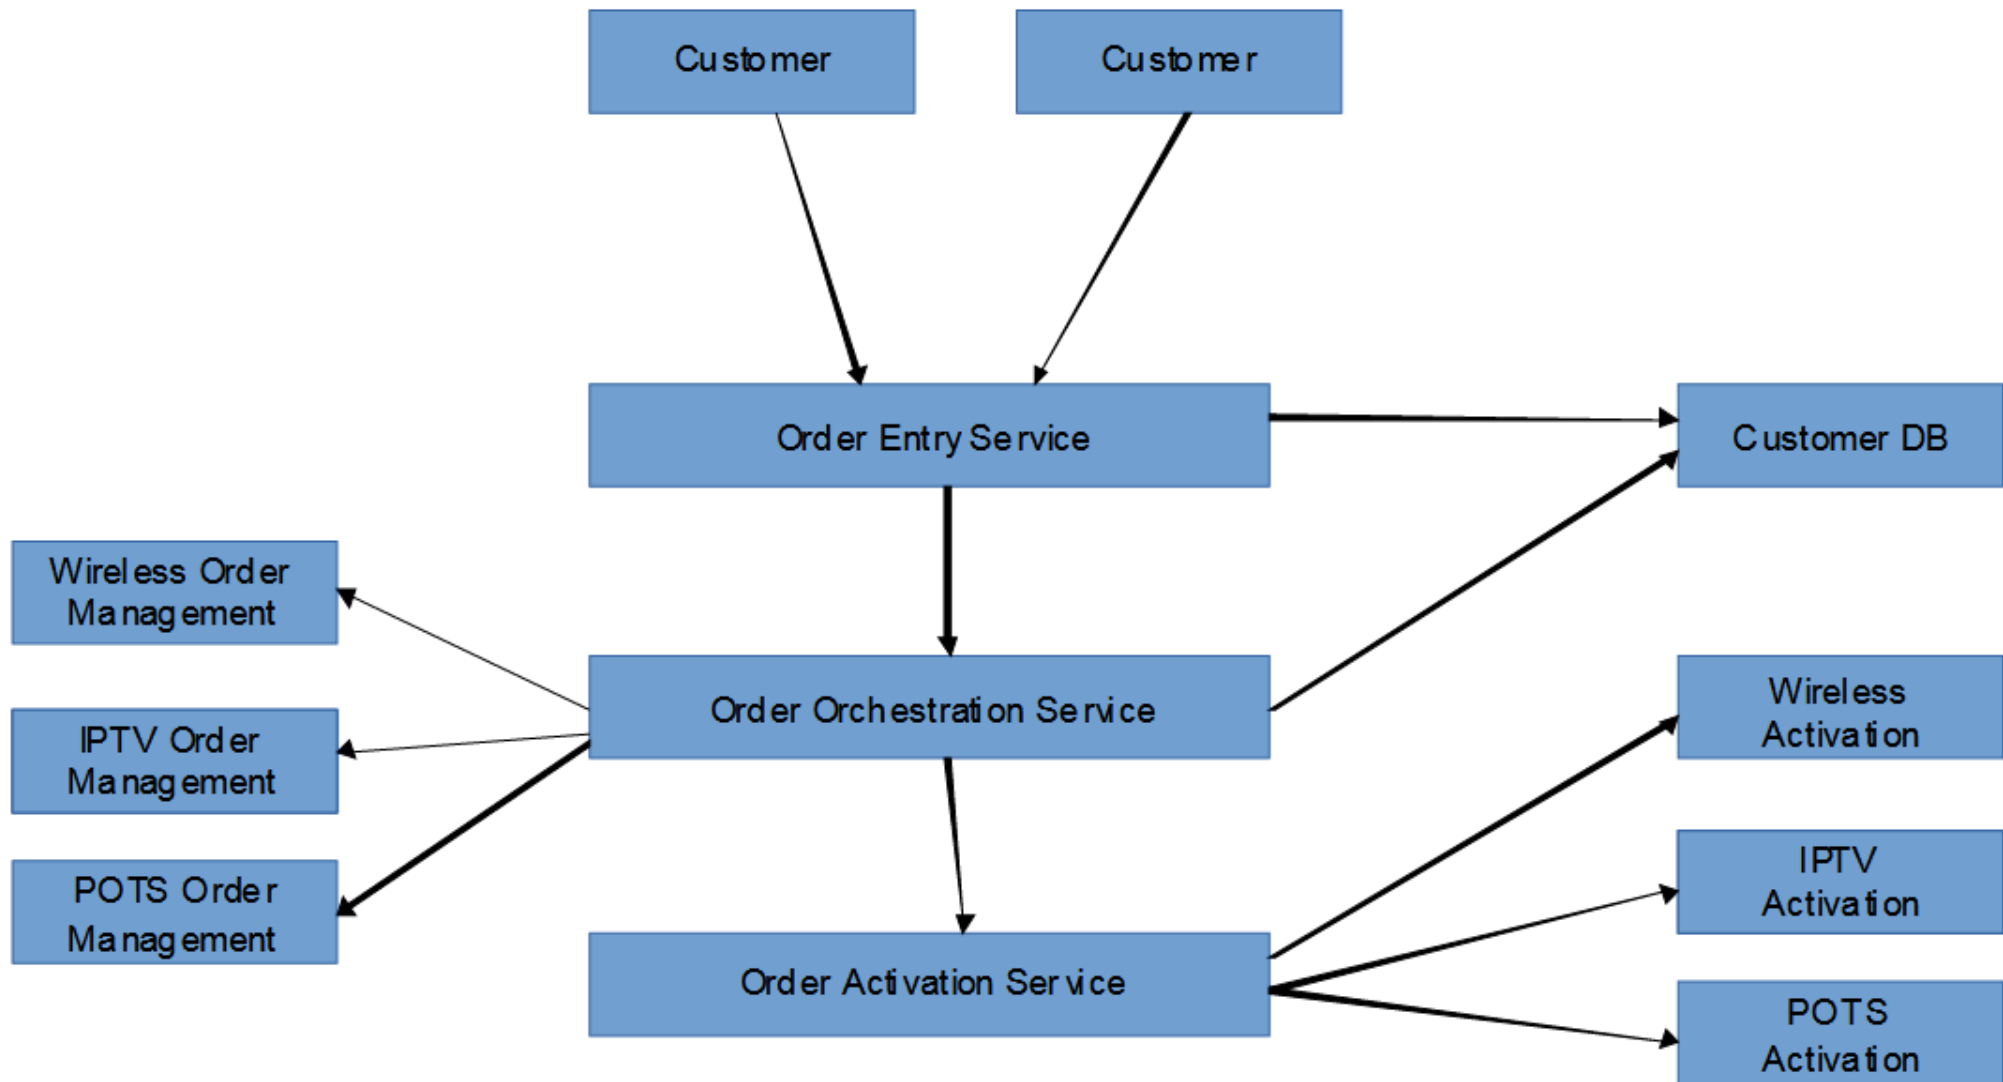 Customer
Customer
Order Entry Service
Customer DB
Wireless Order
Management
IPTV Order
Management
POTS Order
Management
Order Orchestration Service
Order Activation Service
Wireless
Activation
IPTV
Activation
POTS
Activation